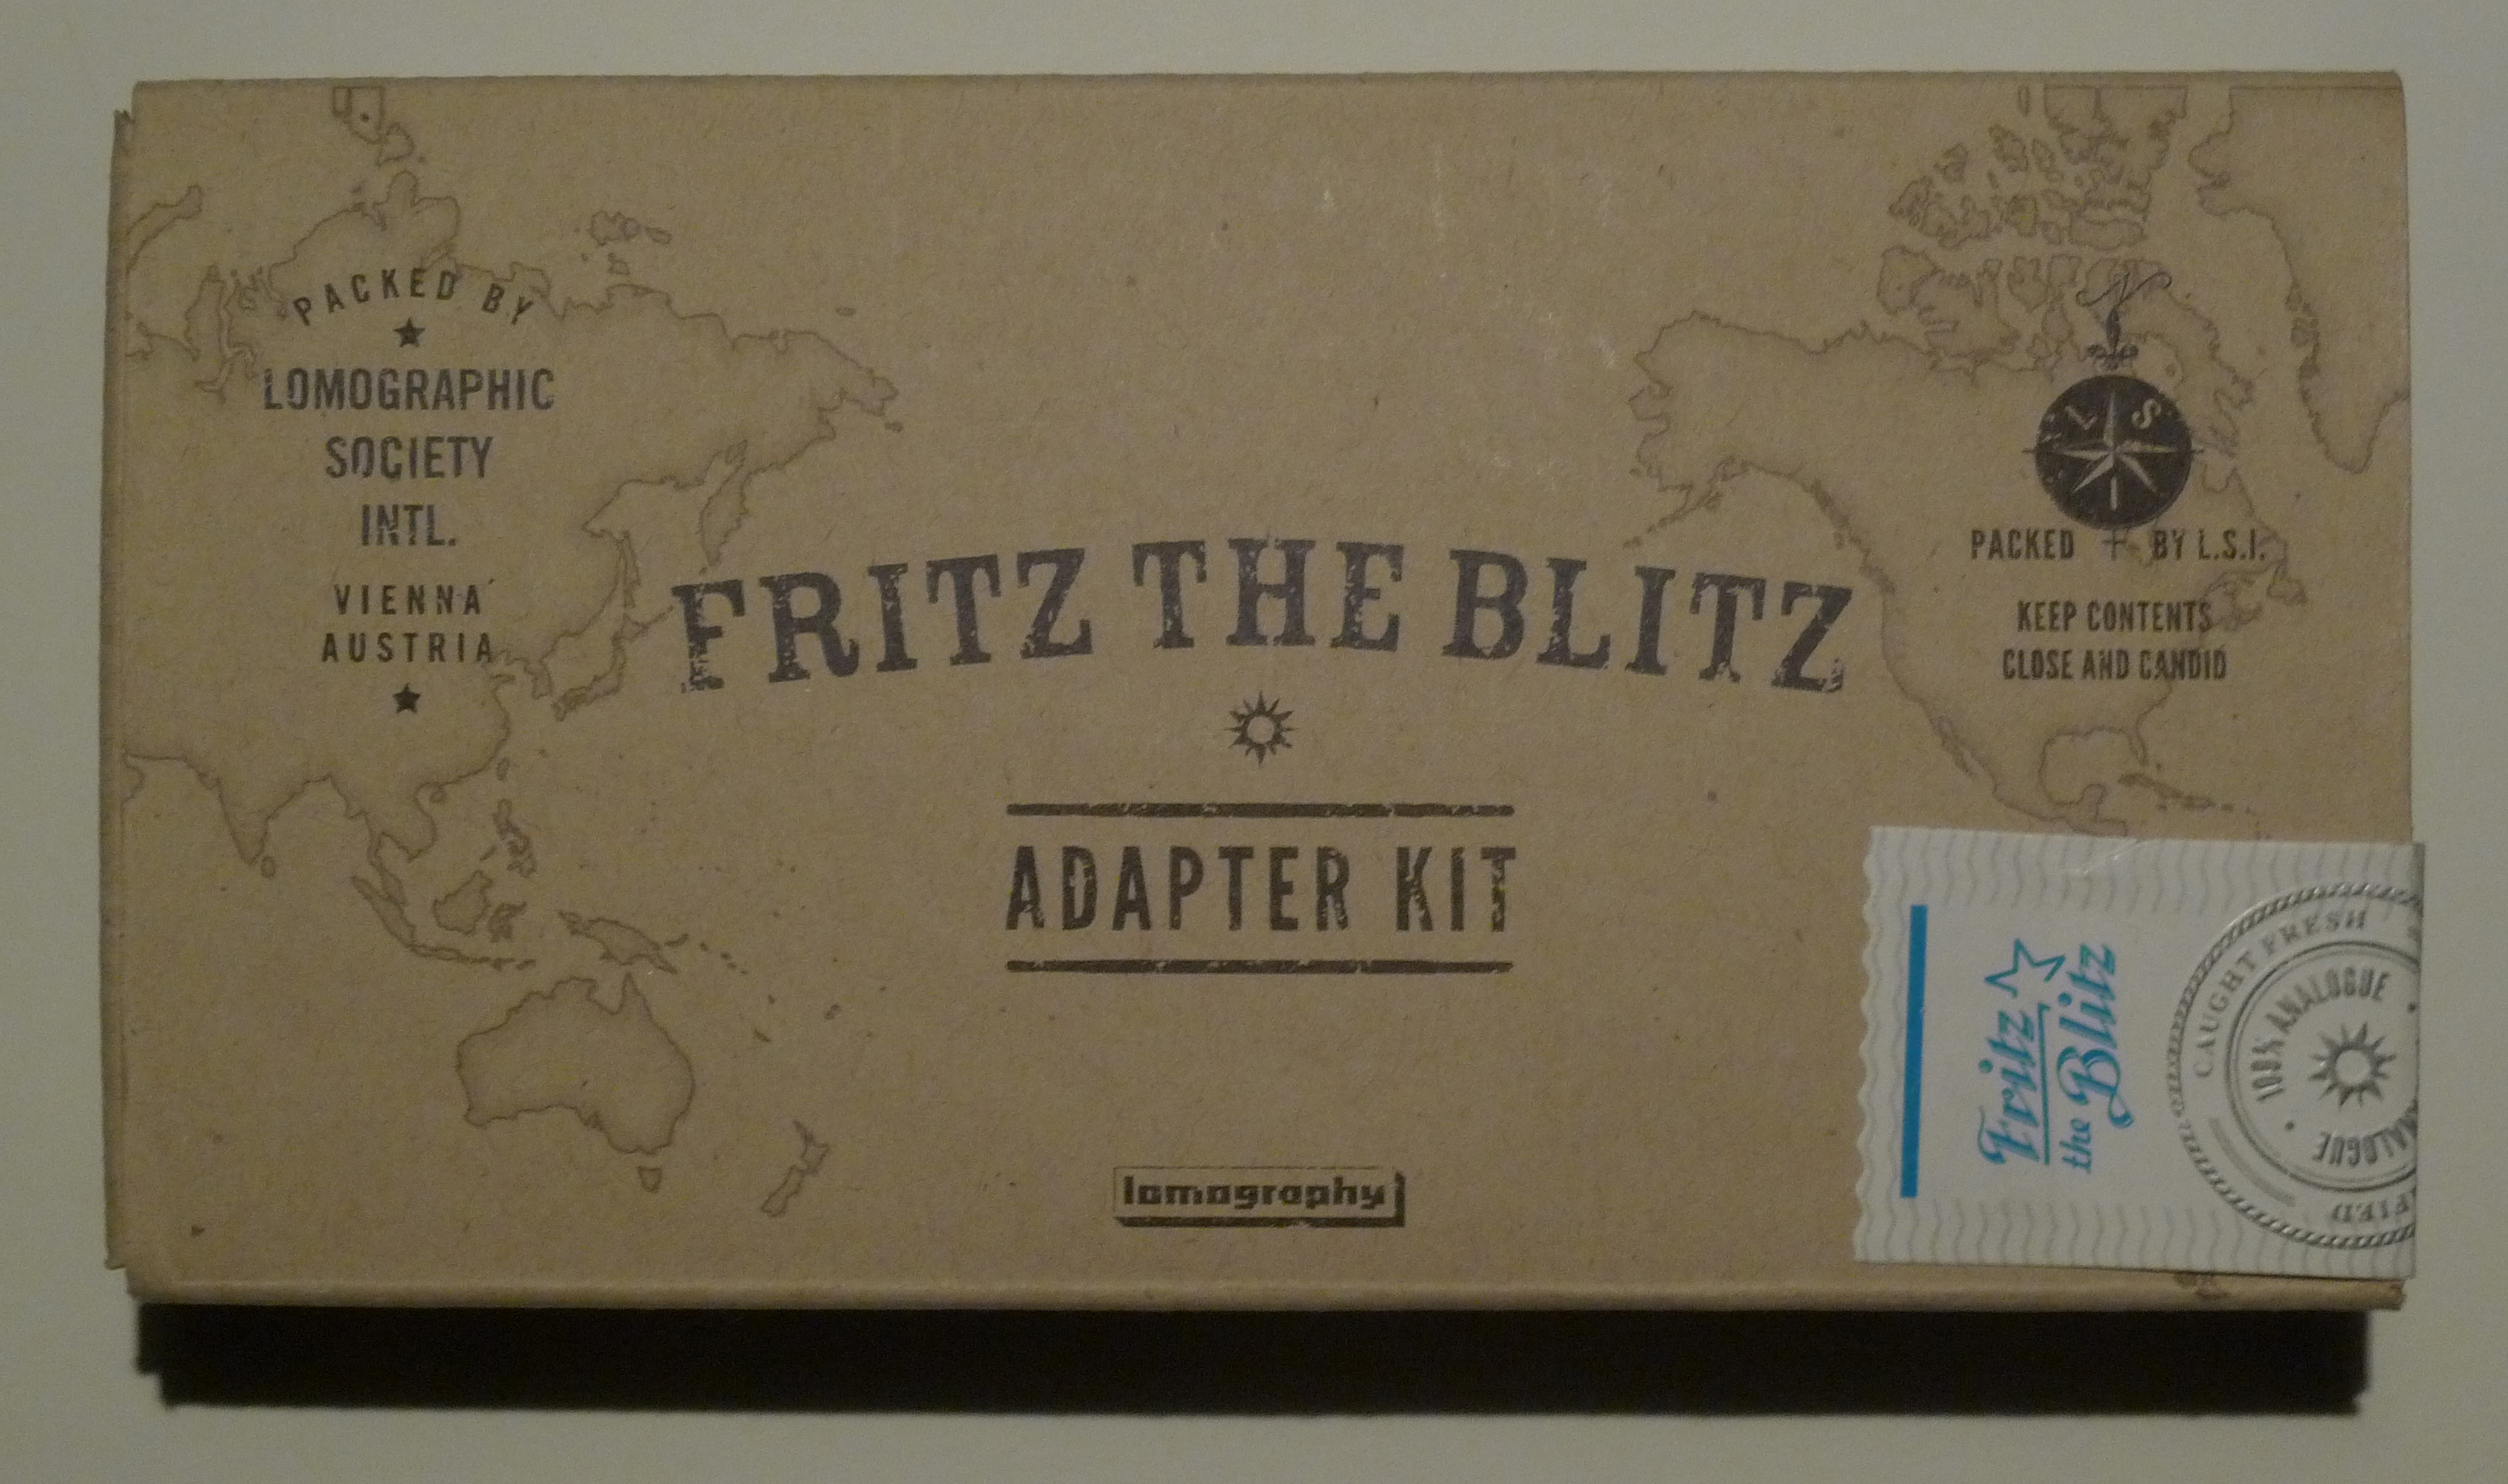 PACKED BY
LOMOGRAPHIC
SOCIETY
INTL.
VIENNA
AUSTRIA
FRITZ THE BLITZ
ADAPTER KIT
lomography
L S
I
PACKED + BY L.S.I.
KEEP CONTENTS
CLOSE AND CANDID
Fritz
the Blitz
CAUGHT FRESH
100% ANALOGUE
ANALOGUE